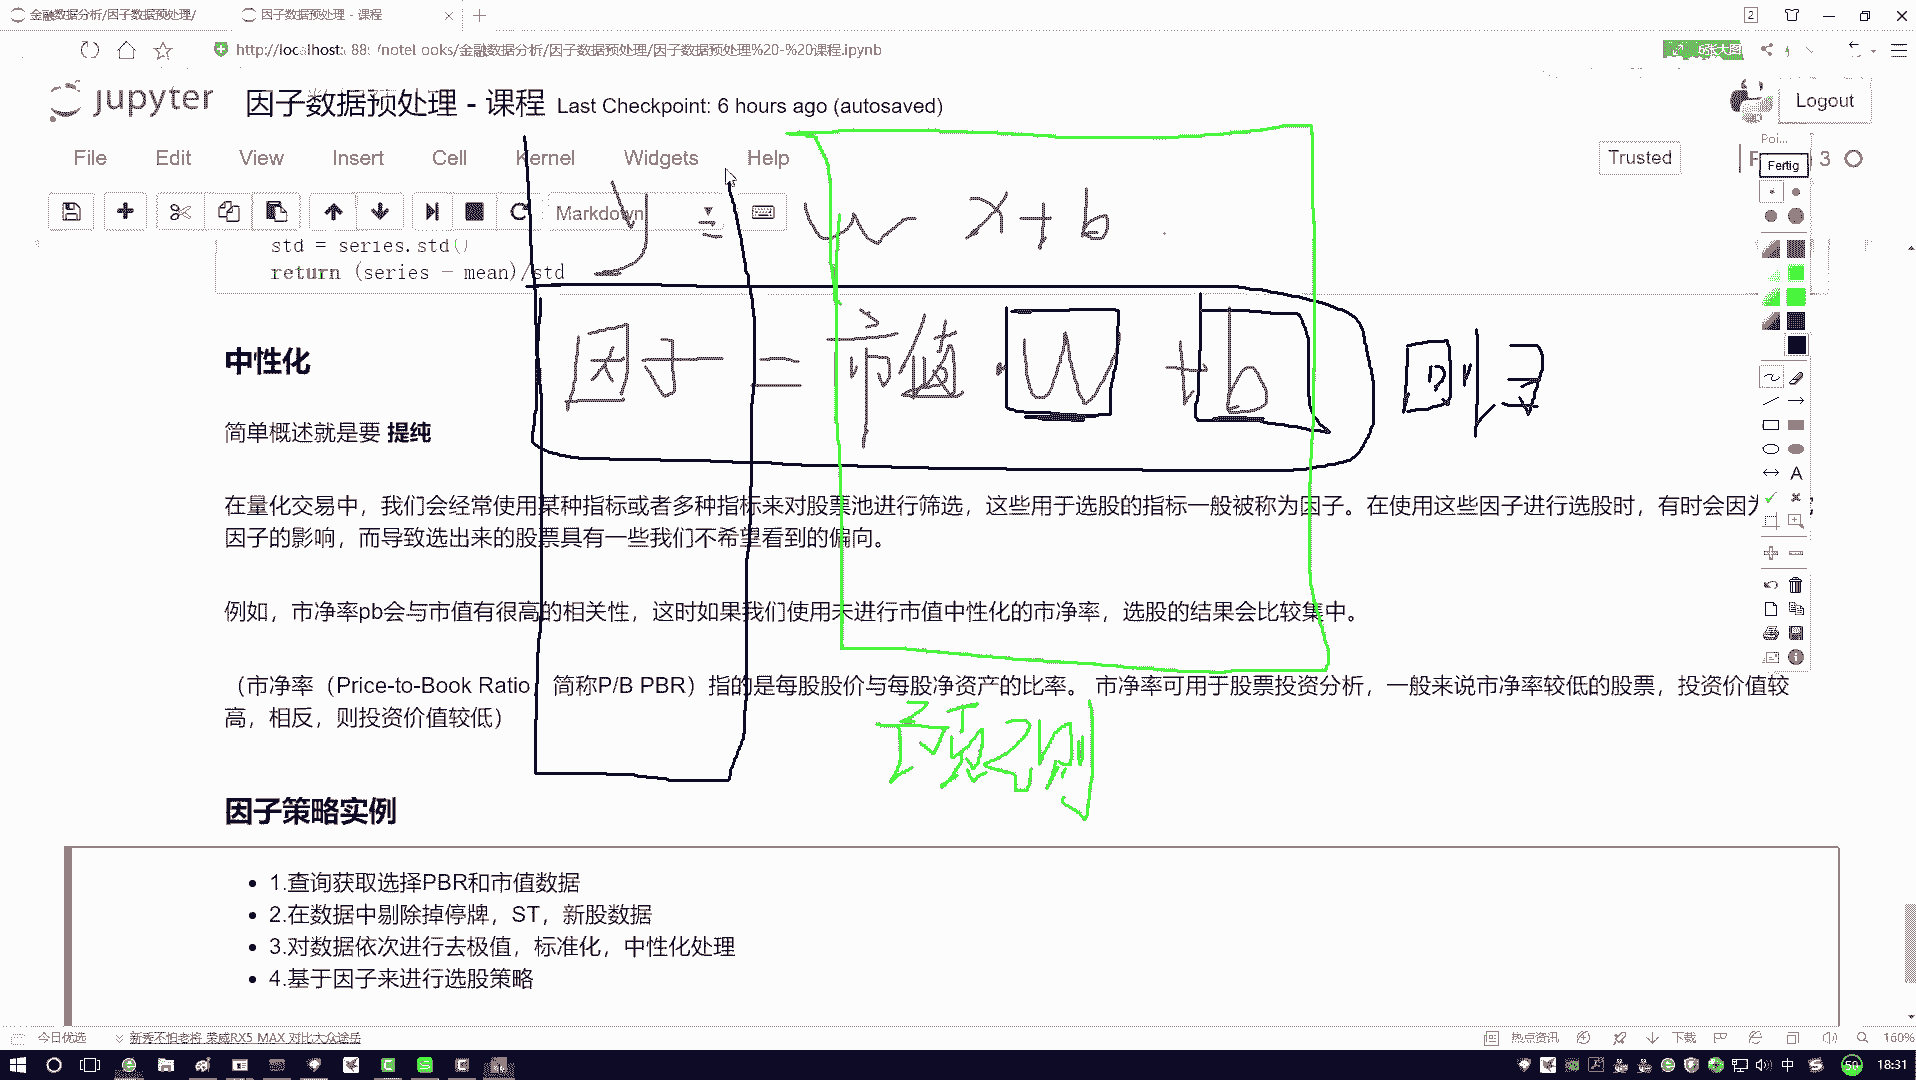 金融数据分析/因子数据预处理/
因子数据预处理 - 课程
2
/金融数据分析/因子数据预处理/因子数据预处理%20-%20课程.ipynb
jupyter 因子数据预处理 - 课程 Last Checkpoint: 6 hours ago (autosaved)
Logout
File Edit View Insert Cell Kernel Widgets Help
Trusted
3
Fertig
Markdown
y = w x + b
std = series.std()
return (series - mean)/std
因子 = 市值 · W + b 回归
中性化
简单概述就是要 提纯
在量化交易中，我们会经常使用某种指标或者多种指标来对股票池进行筛选，这些用于选股的指标一般被称为因子。在使用这些因子进行选股时，有时会因为
因子的影响，而导致选出来的股票具有一些我们不希望看到的偏向。
例如，市净率pb会与市值有很高的相关性，这时如果我们使用未进行市值中性化的市净率，选股的结果会比较集中。
（市净率（Price-to-Book Ratio，简称P/B PBR）指的是每股股价与每股净资产的比率。 市净率可用于股票投资分析，一般来说市净率较低的股票，投资价值较
高，相反，则投资价值较低）
预测
因子策略实例
1.查询获取选择PBR和市值数据
2.在数据中剔除掉停牌，ST，新股数据
3.对数据依次进行去极值，标准化，中性化处理
4.基于因子来进行选股策略
今日优选
新秀不怕老将 荣威RX5 MAX 对比大众途岳
热点资讯
下载
160%
中
18:31